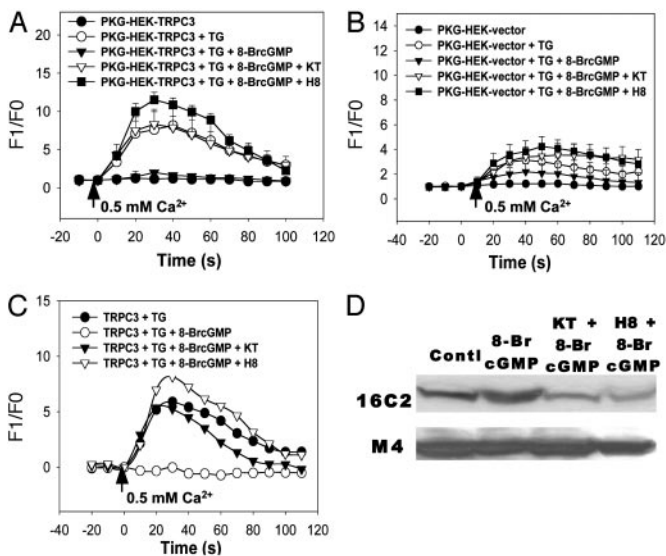 A
PKG-HEK-TRPC3
PKG-HEK-TRPC3 + TG
PKG-HEK-TRPC3 + TG + 8-BrcGMP
PKG-HEK-TRPC3 + TG + 8-BrcGMP + KT
PKG-HEK-TRPC3 + TG + 8-BrcGMP + H8
20
15
10
5
0
F1/F0
0.5 mM Ca²⁺
-20 0 20 40 60 80 100 120
Time (s)
B
PKG-HEK-vector
PKG-HEK-vector + TG
PKG-HEK-vector + TG + 8-BrcGMP
PKG-HEK-vector + TG + 8-BrcGMP + KT
PKG-HEK-vector + TG + 8-BrcGMP + H8
14
12
10
8
6
4
2
0
F1/F0
0.5 mM Ca²⁺
-40 -20 0 20 40 60 80 100 120
Time (s)
C
TRPC3 + TG
TRPC3 + TG + 8-BrcGMP
TRPC3 + TG + 8-BrcGMP + KT
TRPC3 + TG + 8-BrcGMP + H8
15
10
5
0
-5
F1/F0
0.5 mM Ca²⁺
-40 -20 0 20 40 60 80 100 120
Time (s)
D
Contl
8-Br
cGMP
KT +
8-Br
cGMP
H8 +
8-Br
cGMP
16C2
M4